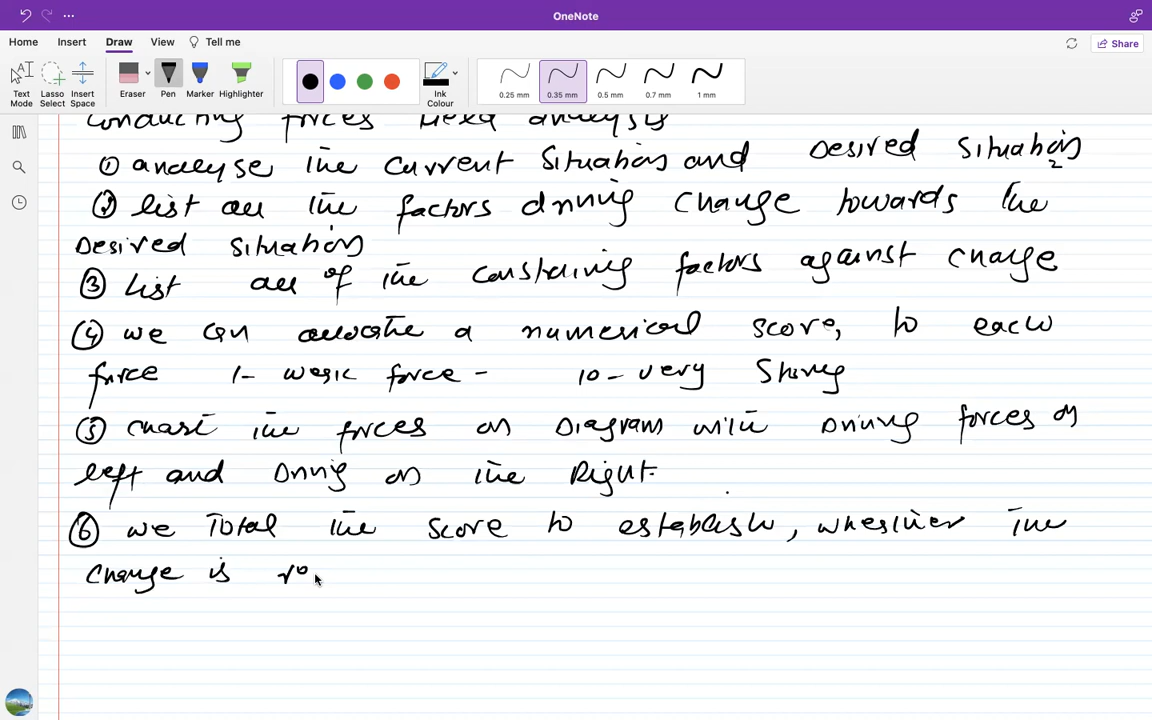 OneNote
Home Insert Draw View Tell me
Share
Text Mode
Lasso Select
Insert Space
Eraser
Pen
Marker
Highlighter
Ink Colour
0.25 mm
0.35 mm
0.5 mm
0.7 mm
1 mm
conducting forces field analysis
① analyse the current situation and Desired situation
② list all the factors driving change towards the
Desired situation
③ List all of the constraining factors against change
④ we can allocate a numerical score, to each
force 1- weak force - 10 - very strong
⑤ chart the forces on Diagram with Driving forces on
left and Driving on the Right.
⑥ we Total the score to establish, whether the
change is